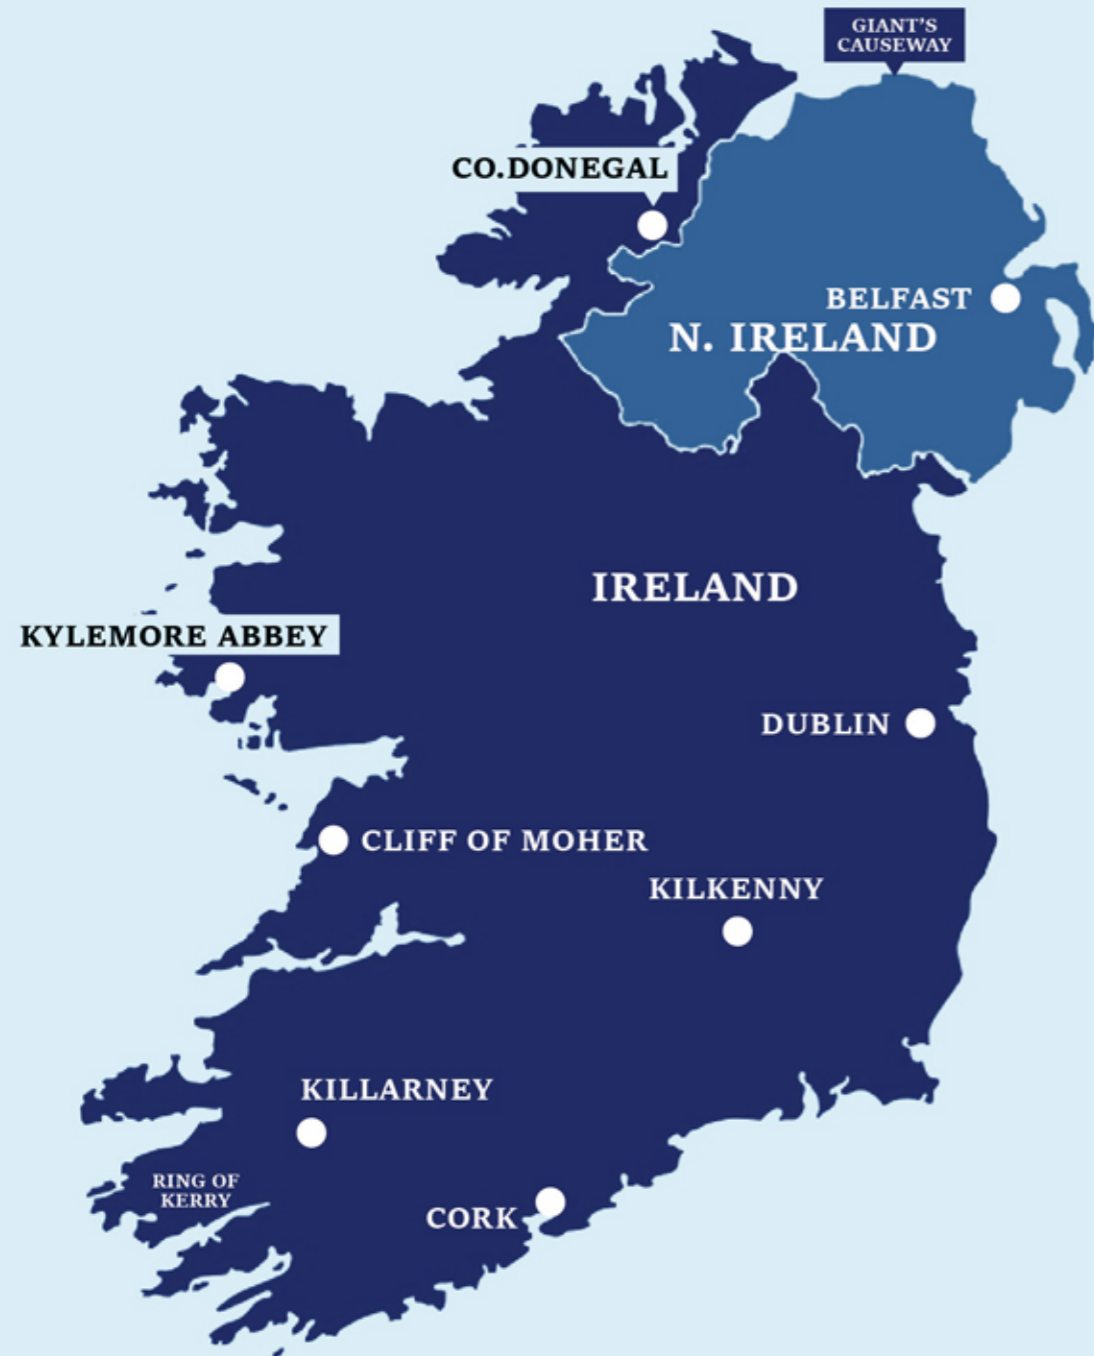 GIANT'S
CAUSEWAY
CO.DONEGAL
BELFAST
N. IRELAND
IRELAND
KYLEMORE ABBEY
DUBLIN
CLIFF OF MOHER
KILKENNY
KILLARNEY
RING OF
KERRY
CORK